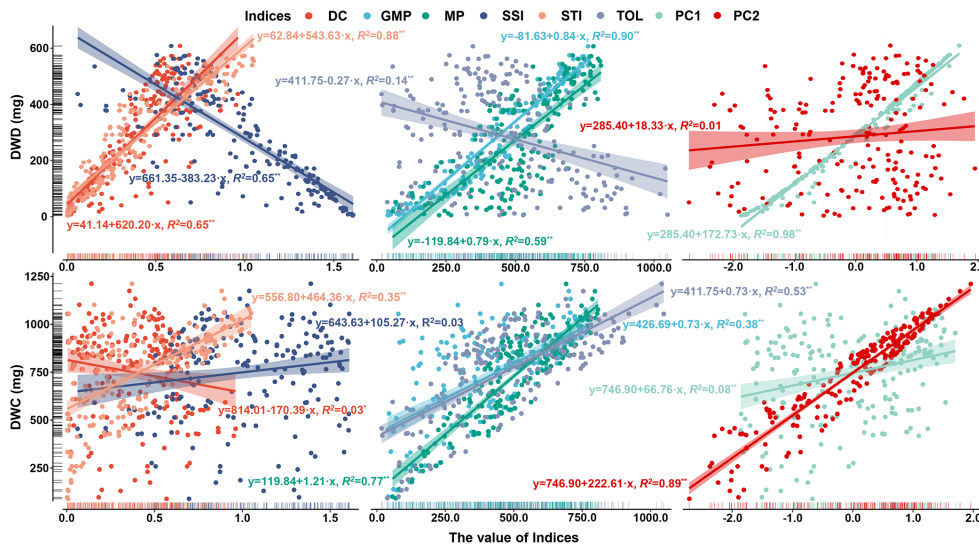 Indices DC GMP MP SSI STI TOL PC1 PC2
DWD (mg)
600
400
200
0
y=62.84+543.63·x, R²=0.88**
y=661.35-383.23·x, R²=0.65**
y=41.14+620.20·x, R²=0.65**
0.0 0.5 1.0 1.5
y=-81.63+0.84·x, R²=0.90**
y=411.75-0.27·x, R²=0.14**
y=-119.84+0.79·x, R²=0.59**
0.0 250.0 500.0 750.0 1000.0
y=285.40+18.33·x, R²=0.01
y=285.40+172.73·x, R²=0.98**
-2.0 -1.0 0.0 1.0 2.
DWC (mg)
1250
1000
750
500
250
y=556.80+464.36·x, R²=0.35**
y=643.63+105.27·x, R²=0.03
y=814.01-170.39·x, R²=0.03*
0.0 0.5 1.0 1.5
y=411.75+0.73·x, R²=0.53**
y=426.69+0.73·x, R²=0.38**
y=119.84+1.21·x, R²=0.77**
0.0 250.0 500.0 750.0 1000.0
y=746.90+66.76·x, R²=0.08**
y=746.90+222.61·x, R²=0.89**
-2.0 -1.0 0.0 1.0 2.0
The value of Indices